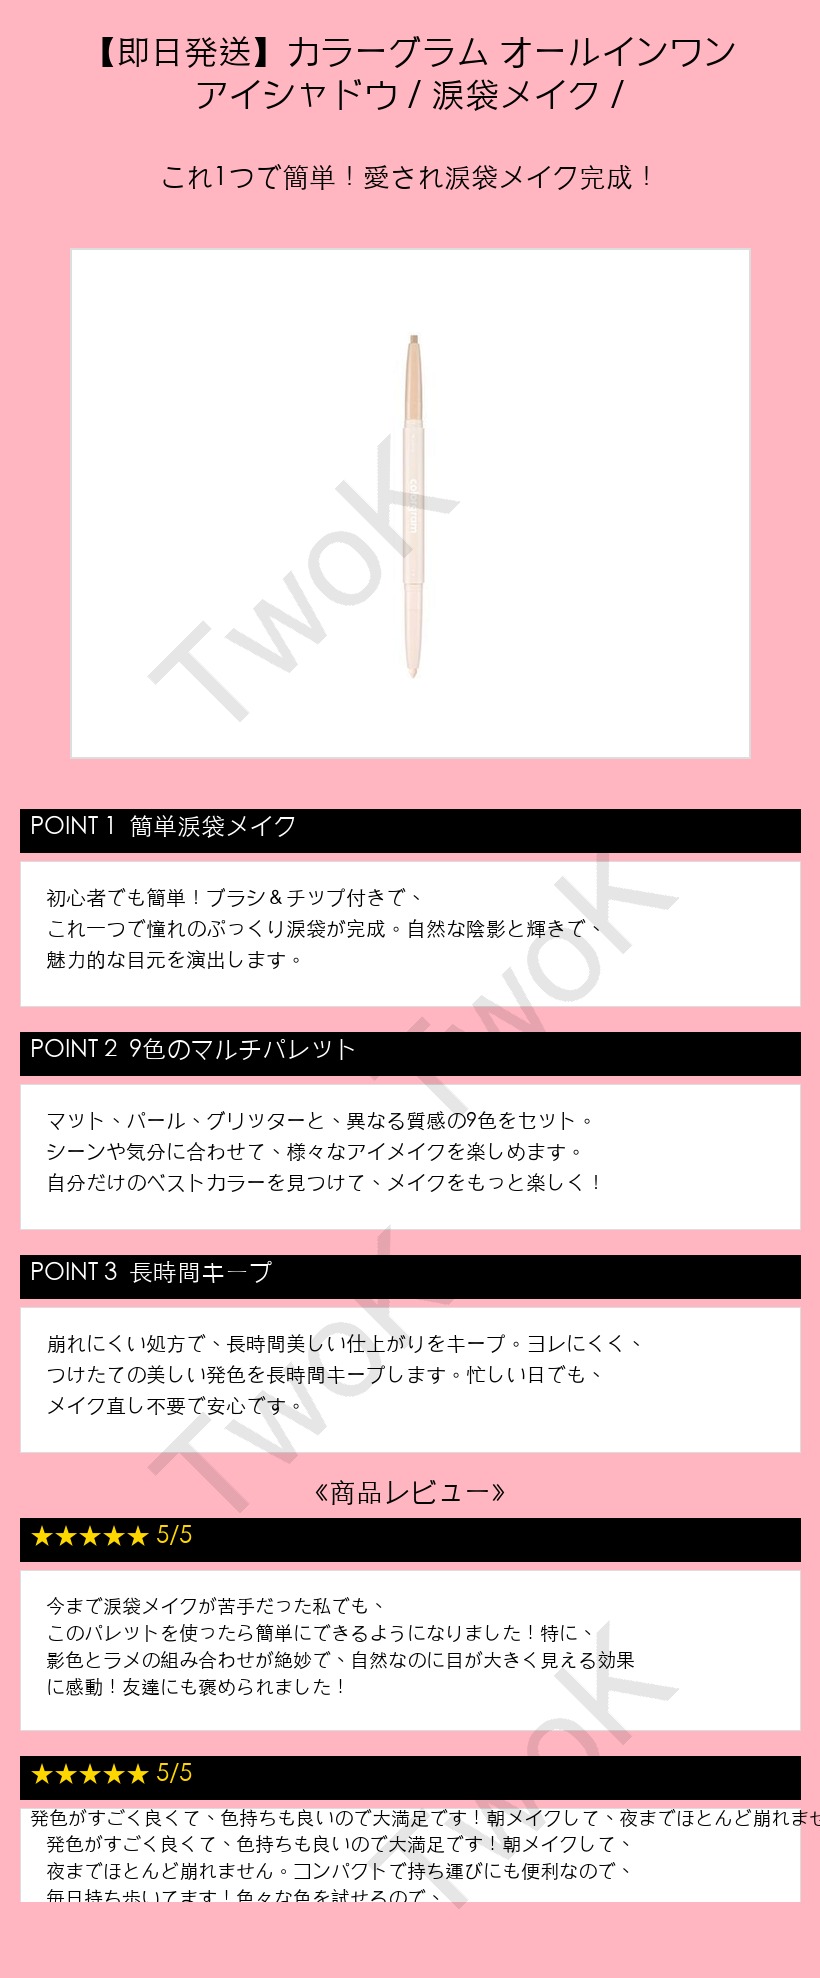 【即日発送】カラーグラム オールインワン
アイシャドウ / 涙袋メイク /
これ1つで簡単！愛され涙袋メイク完成！
colorgram
TwoK
POINT 1 簡単涙袋メイク
初心者でも簡単！ブラシ＆チップ付きで、
これ一つで憧れのぷっくり涙袋が完成。自然な陰影と輝きで、
魅力的な目元を演出します。
TwoK
POINT 2 9色のマルチパレット
マット、パール、グリッターと、異なる質感の9色をセット。
シーンや気分に合わせて、様々なアイメイクを楽しめます。
自分だけのベストカラーを見つけて、メイクをもっと楽しく！
POINT 3 長時間キープ
崩れにくい処方で、長時間美しい仕上がりをキープ。ヨレにくく、
つけたての美しい発色を長時間キープします。忙しい日でも、
メイク直し不要で安心です。
TwoK
《商品レビュー》
★★★★★ 5/5
今まで涙袋メイクが苦手だった私でも、
このパレットを使ったら簡単にできるようになりました！特に、
影色とラメの組み合わせが絶妙で、自然なのに目が大きく見える効果
に感動！友達にも褒められました！
TwoK
★★★★★ 5/5
発色がすごく良くて、色持ちも良いので大満足です！朝メイクして、夜までほとんど崩れませ
発色がすごく良くて、色持ちも良いので大満足です！朝メイクして、
夜までほとんど崩れません。コンパクトで持ち運びにも便利なので、
毎日持ち歩いてます！色々な色を試せるので、